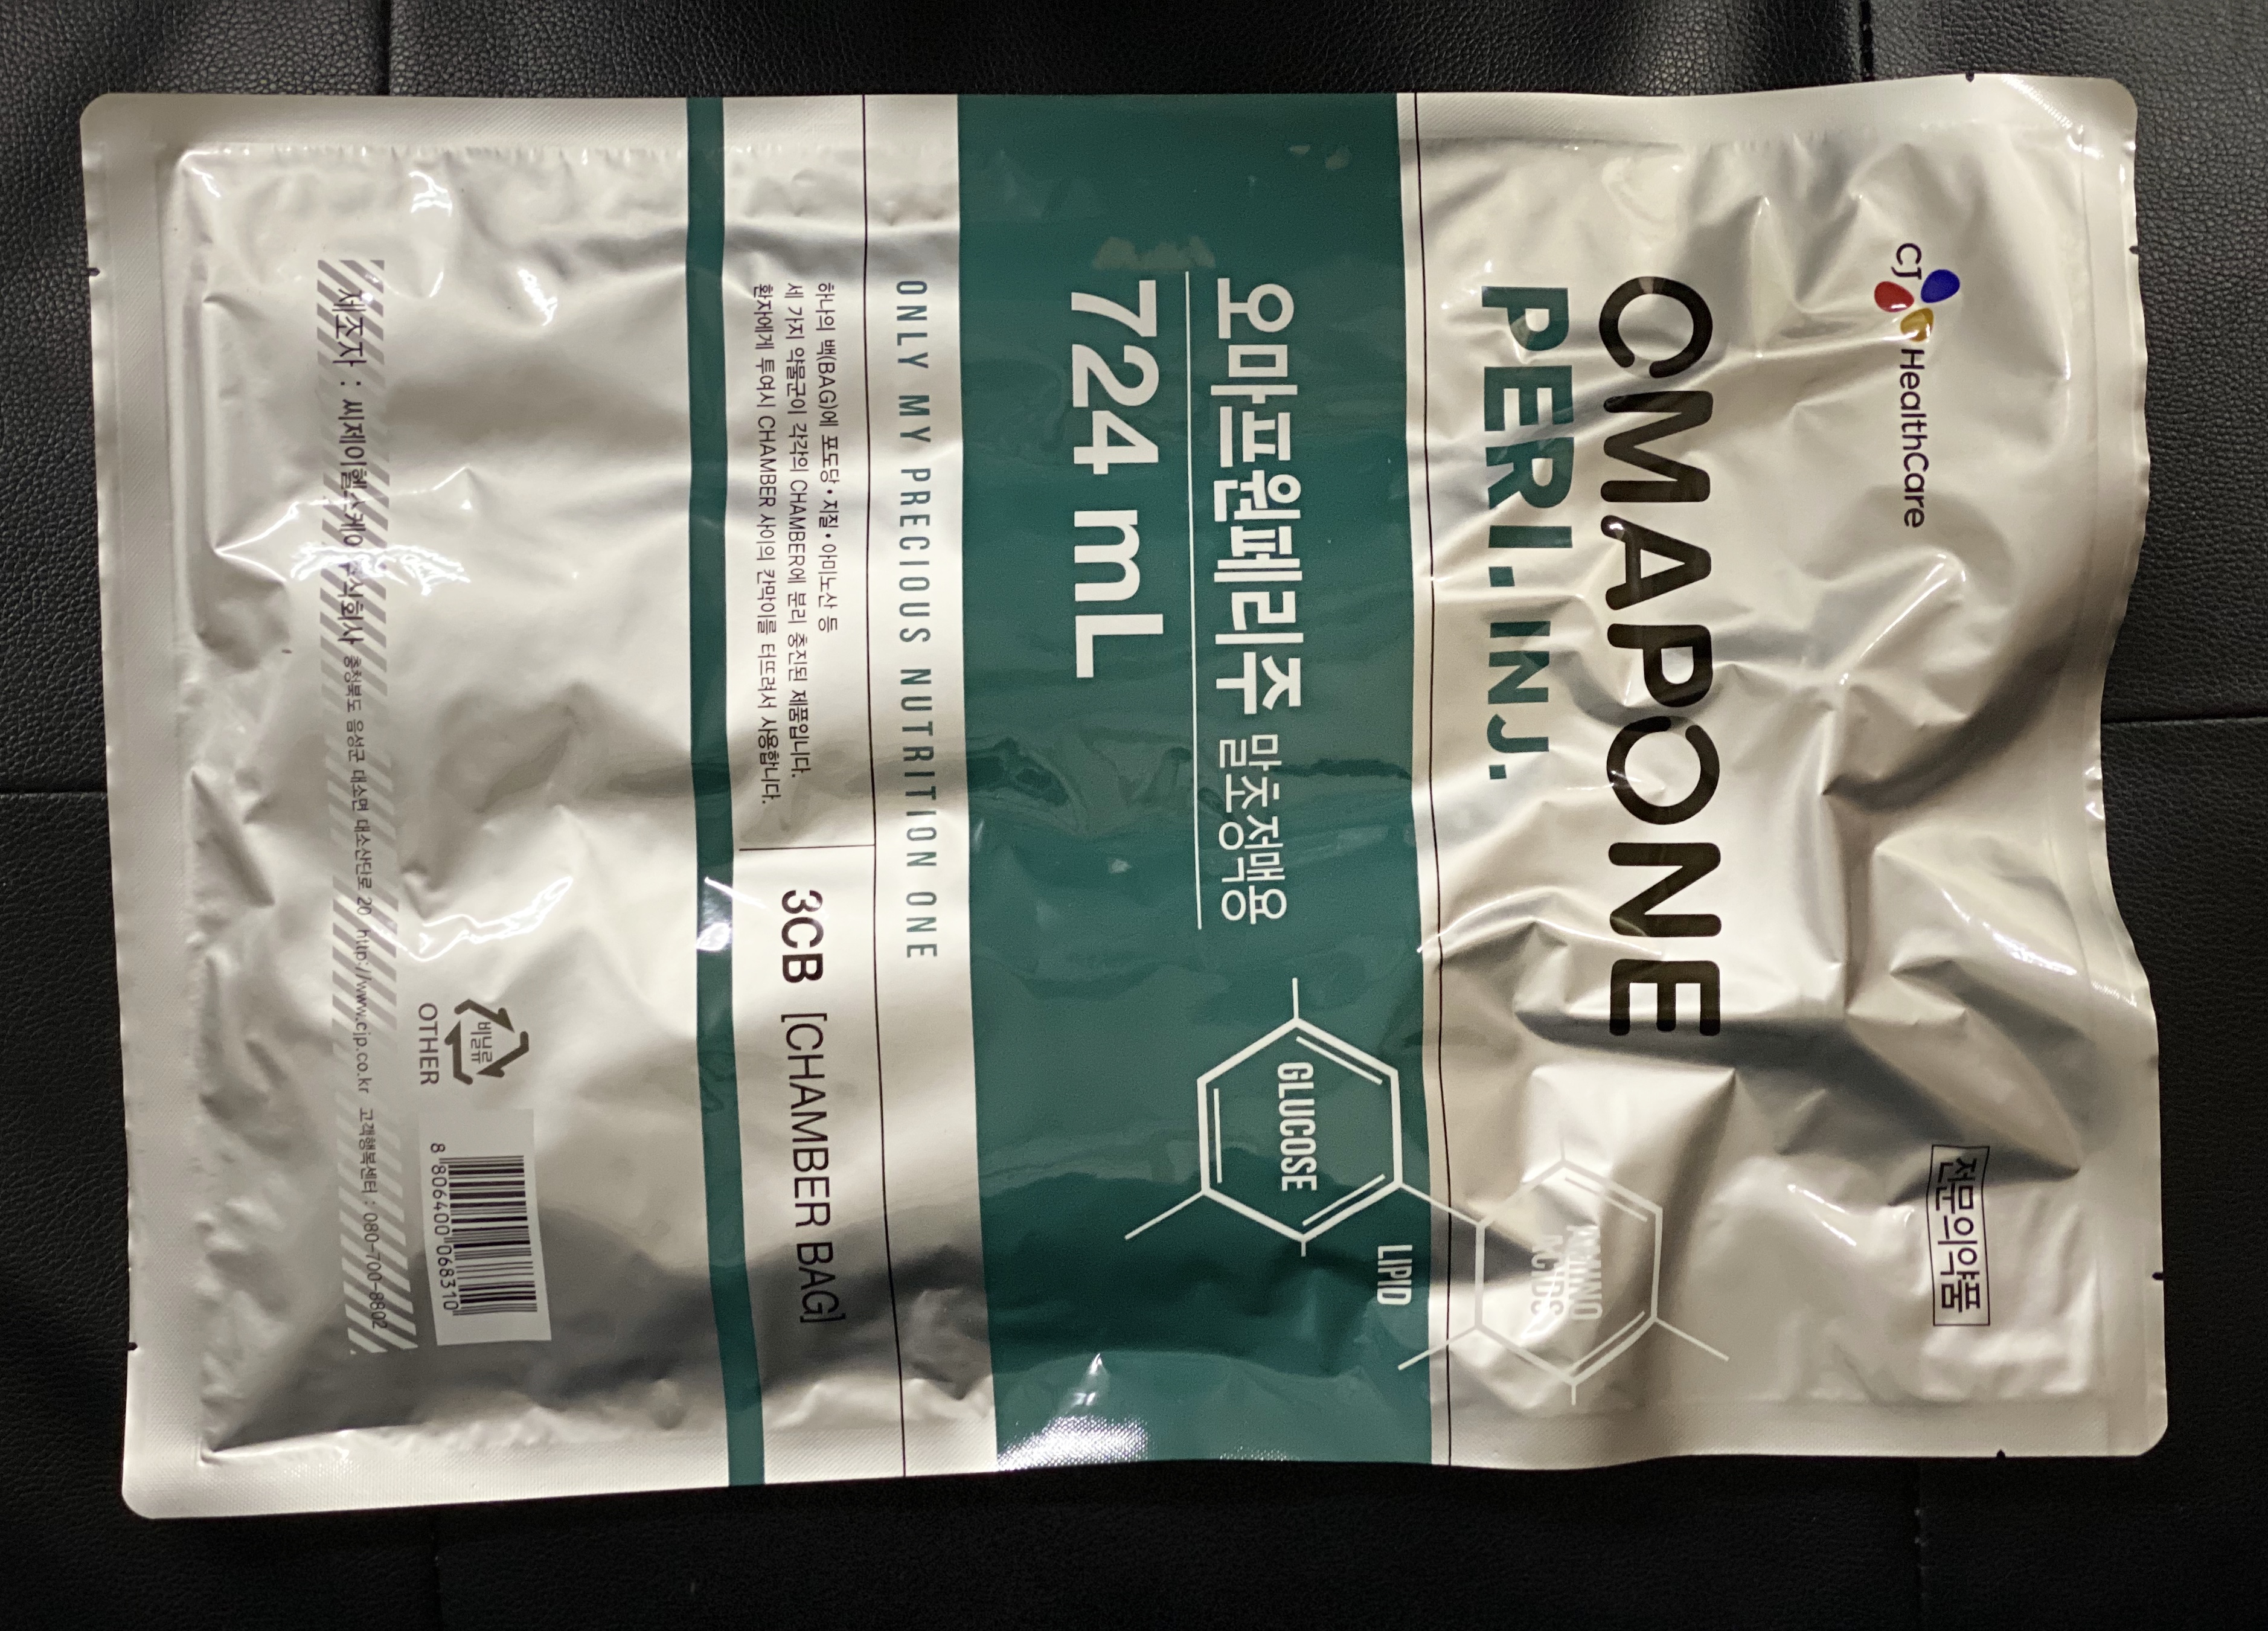 CJ HealthCare
전문의약품
OMAPONE
PERI. INJ.
AMINO
ACIDS
LIPID
GLUCOSE
오마프원페리주 말초정맥용
724 mL
ONLY MY PRECIOUS NUTRITION ONE
하나의 백(BAG)에 포도당•지질•아미노산 등
세 가지 약물군이 각각의 CHAMBER에 분리 충진된 제품입니다.
환자에게 투여시 CHAMBER 사이의 칸막이를 터뜨려서 사용합니다.
3CB [CHAMBER BAG]
비닐류
OTHER
8 806400 068310
제조자 : 씨제이헬스케어 주식회사 충청북도 음성군 대소면 대소산단로 20 http://www.cjp.co.kr 고객행복센터 : 080-700-8802